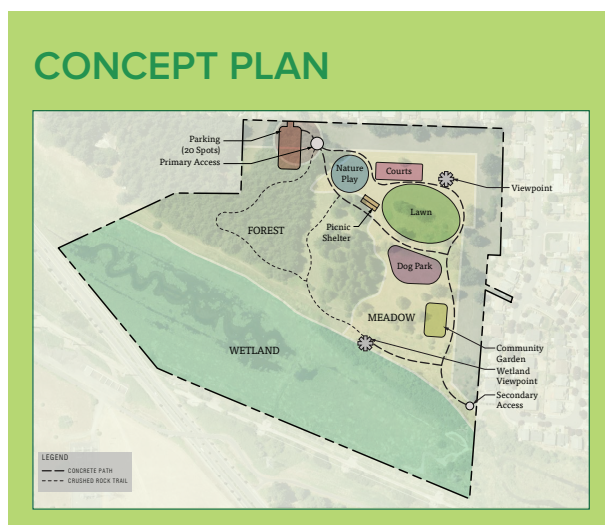 CONCEPT PLAN
Parking
(20 Spots)
Primary Access
Nature
Play
Courts
Viewpoint
Lawn
Picnic
Shelter
FOREST
Dog Park
MEADOW
WETLAND
Community
Garden
Wetland
Viewpoint
Secondary
Access
LEGEND
CONCRETE PATH
CRUSHED ROCK TRAIL